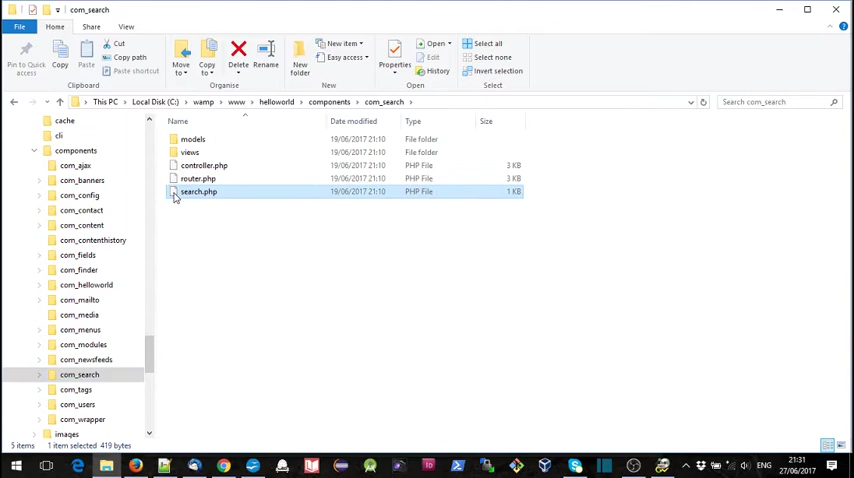 com_search
File Home Share View
Pin to Quick access
Copy
Paste
Cut
Copy path
Paste shortcut
Clipboard
Move to
Copy to
Delete
Rename
Organise
New folder
New item
Easy access
New
Properties
Open
Edit
History
Open
Select all
Select none
Invert selection
Select
This PC Local Disk (C:) wamp www helloworld components com_search
Search com_search
cache
cli
components
com_ajax
com_banners
com_config
com_contact
com_content
com_contenthistory
com_fields
com_finder
com_helloworld
com_mailto
com_media
com_menus
com_modules
com_newsfeeds
com_search
com_tags
com_users
com_wrapper
images
Name Date modified Type Size
models 19/06/2017 21:10 File folder
views 19/06/2017 21:10 File folder
controller.php 19/06/2017 21:10 PHP File 3 KB
router.php 19/06/2017 21:10 PHP File 3 KB
search.php 19/06/2017 21:10 PHP File 1 KB
5 items 1 item selected 419 bytes
ENG
21:31
27/06/2017